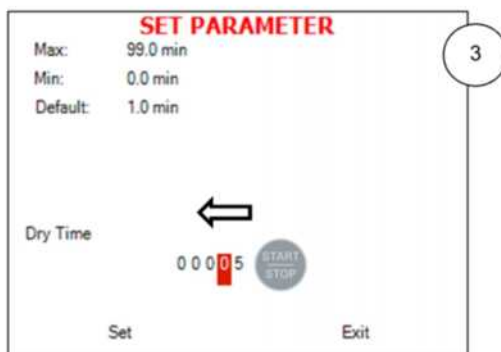 SET PARAMETER
Max: 99.0 min
Min: 0.0 min
Default: 1.0 min
3
Dry Time
0 0 0 0 5
START
STOP
Set Exit